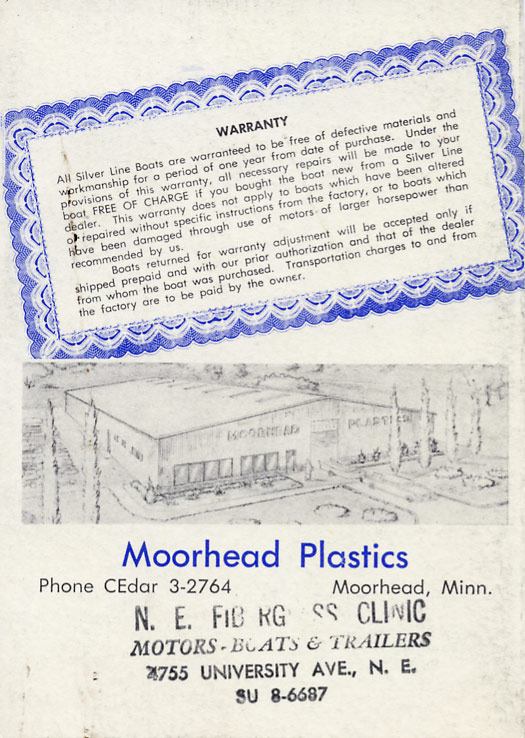 WARRANTY
All Silver Line Boats are warranteed to be free of defective materials and
workmanship for a period of one year from date of purchase. Under the
provisions of this warranty, all necessary repairs will be made to your
boat FREE OF CHARGE if you bought the boat new from a Silver Line
dealer. This warranty does not apply to boats which have been altered
or repaired without specific instructions from the factory, or to boats which
have been damaged through use of motors of larger horsepower than
recommended by us.
Boats returned for warranty adjustment will be accepted only if
shipped prepaid and with our prior authorization and that of the dealer
from whom the boat was purchased. Transportation charges to and from
the factory are to be paid by the owner.
MOORHEAD PLASTICS
Moorhead Plastics
Phone CEdar 3-2764 Moorhead, Minn.
N. E. CLINIC
MOTORS-BOATS & TRAILERS
4755 UNIVERSITY AVE., N. E.
SU 8-6687